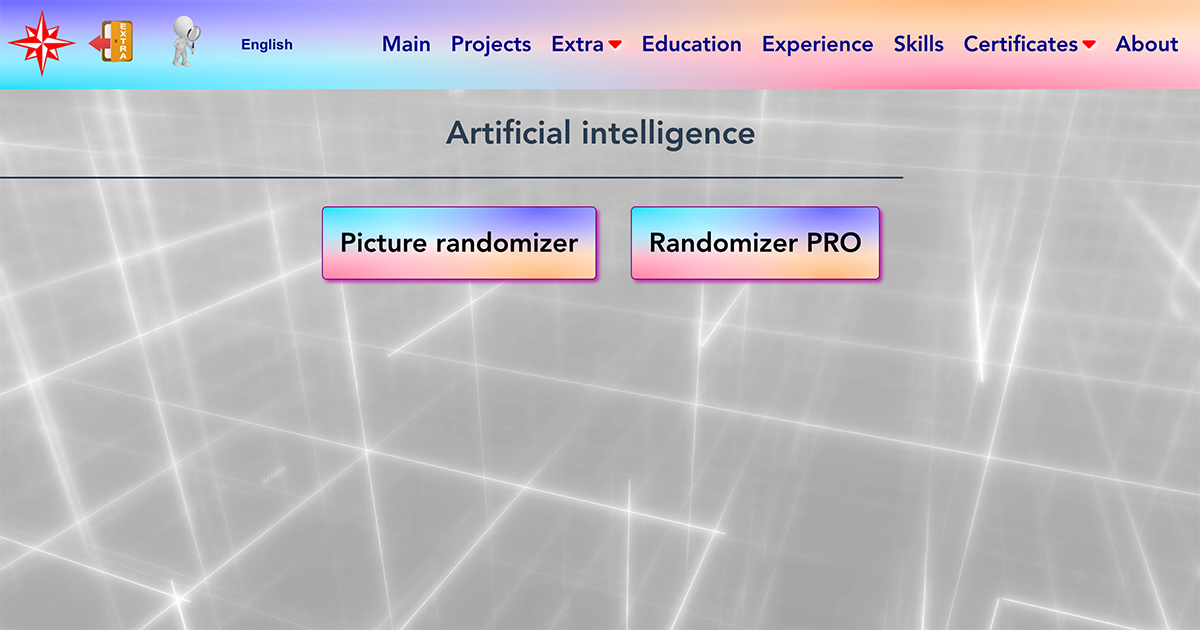 EXTRA
English
Main Projects Extra Education Experience Skills Certificates About
Artificial intelligence
Picture randomizer
Randomizer PRO